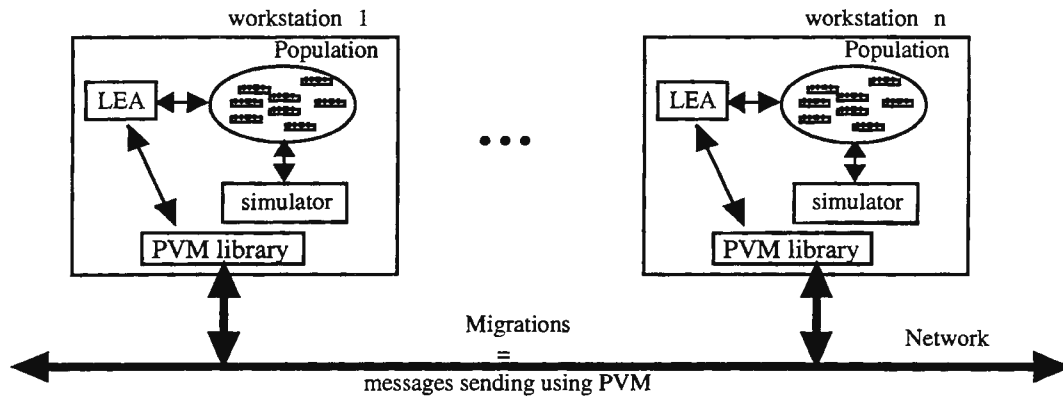 workstation 1
Population
LEA
simulator
PVM library
• • •
workstation n
Population
LEA
simulator
PVM library
Migrations
=
messages sending using PVM
Network